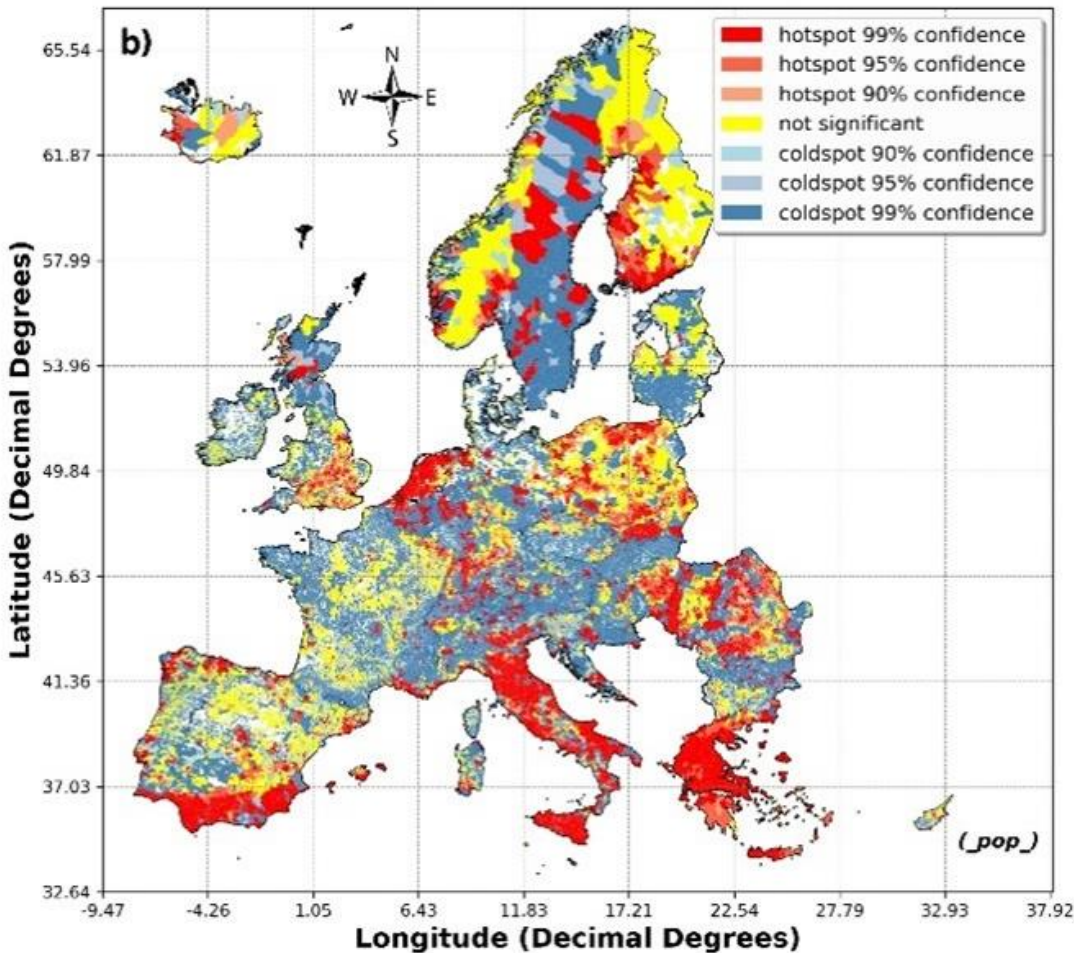 b)
N
W E
S
hotspot 99% confidence
hotspot 95% confidence
hotspot 90% confidence
not significant
coldspot 90% confidence
coldspot 95% confidence
coldspot 99% confidence
Latitude (Decimal Degrees)
65.54
61.87
57.99
53.96
49.84
45.63
41.36
37.03
32.64
(_pop_)
-9.47 -4.26 1.05 6.43 11.83 17.21 22.54 27.79 32.93 37.92
Longitude (Decimal Degrees)